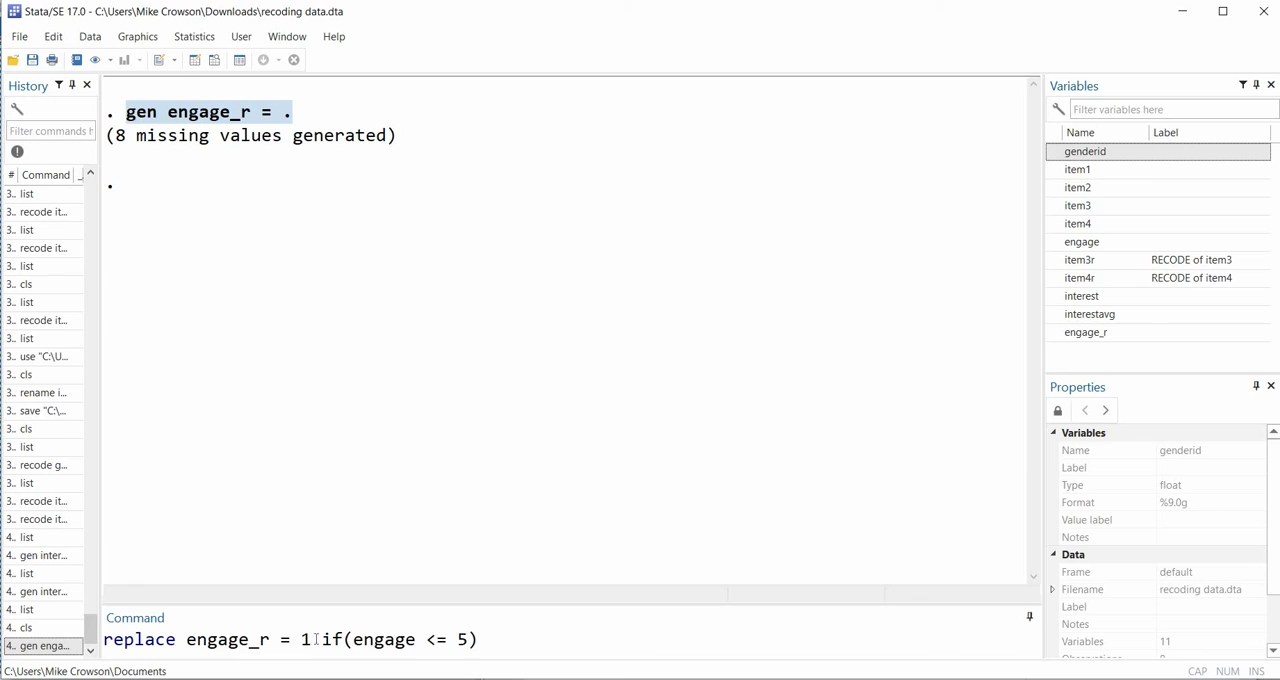 Stata/SE 17.0 - C:\Users\Mike Crowson\Downloads\recoding data.dta
File Edit Data Graphics Statistics User Window Help
History
Filter commands h
# Command
3.. list
3.. recode it...
3.. list
3.. recode it...
3.. list
3.. cls
3.. list
3.. recode it...
3.. list
3.. use "C:\U...
3.. cls
3.. rename i...
3.. save "C:\...
3.. cls
3.. list
3.. recode g...
3.. list
3.. recode it...
3.. recode it...
4.. list
4.. gen inter...
4.. list
4.. gen inter...
4.. list
4.. cls
4.. gen enga...
. gen engage_r = .
(8 missing values generated)
.
Command
replace engage_r = 1 if(engage <= 5)
Variables
Filter variables here
Name Label
genderid
item1
item2
item3
item4
engage
item3r RECODE of item3
item4r RECODE of item4
interest
interestavg
engage_r
Properties
Variables
Name genderid
Label
Type float
Format %9.0g
Value label
Notes
Data
Frame default
Filename recoding data.dta
Label
Notes
Variables 11
C:\Users\Mike Crowson\Documents
CAP NUM INS